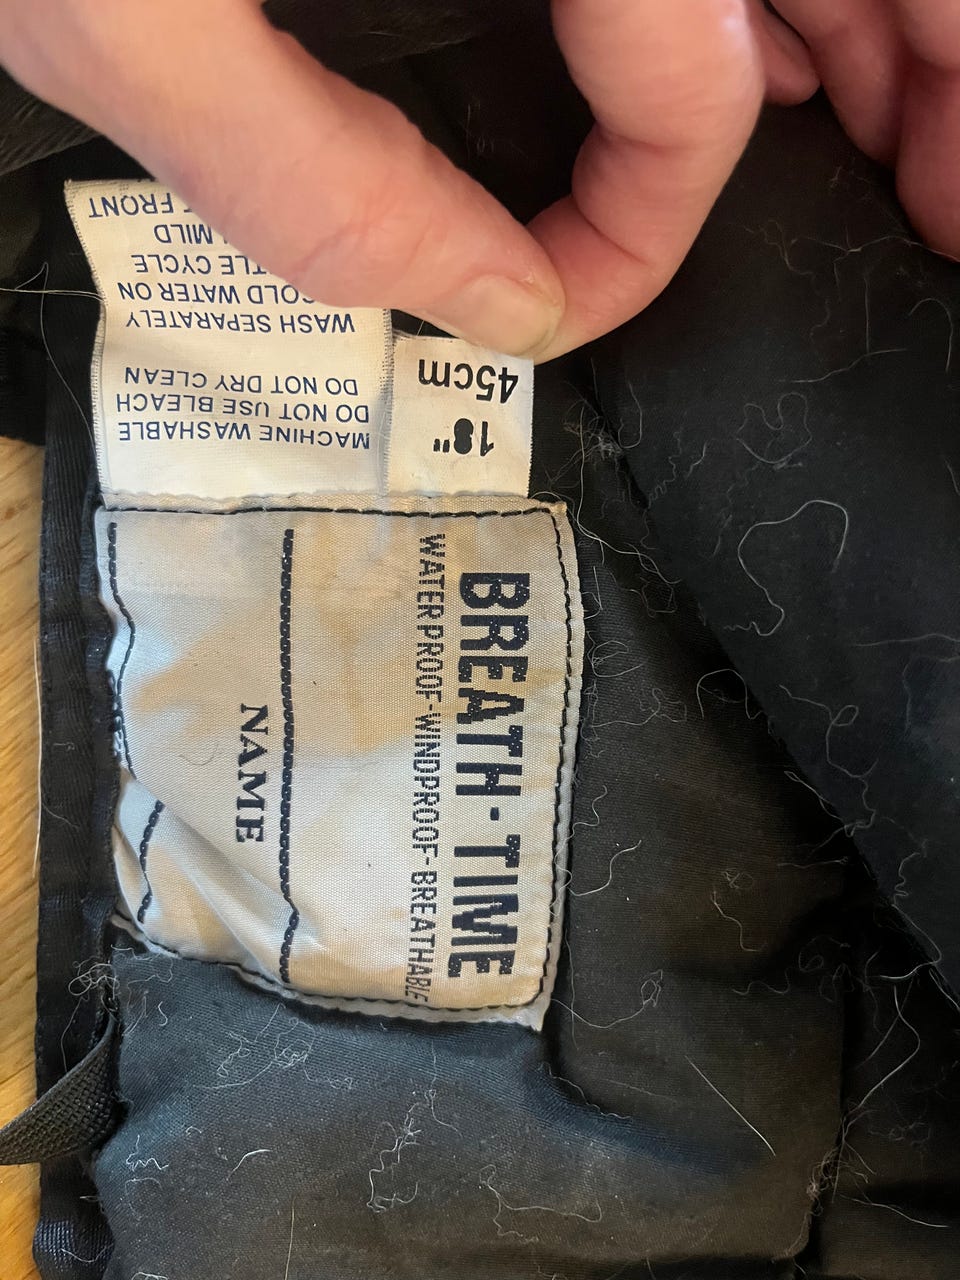 MACHINE WASHABLE
DO NOT USE BLEACH
DO NOT DRY CLEAN
WASH SEPARATELY
COLD WATER ON
TLE CYCLE
MILD
T FRONT
18"
45cm
BREATH-TIME
WATERPROOF-WINDPROOF-BREATHABLE
NAME